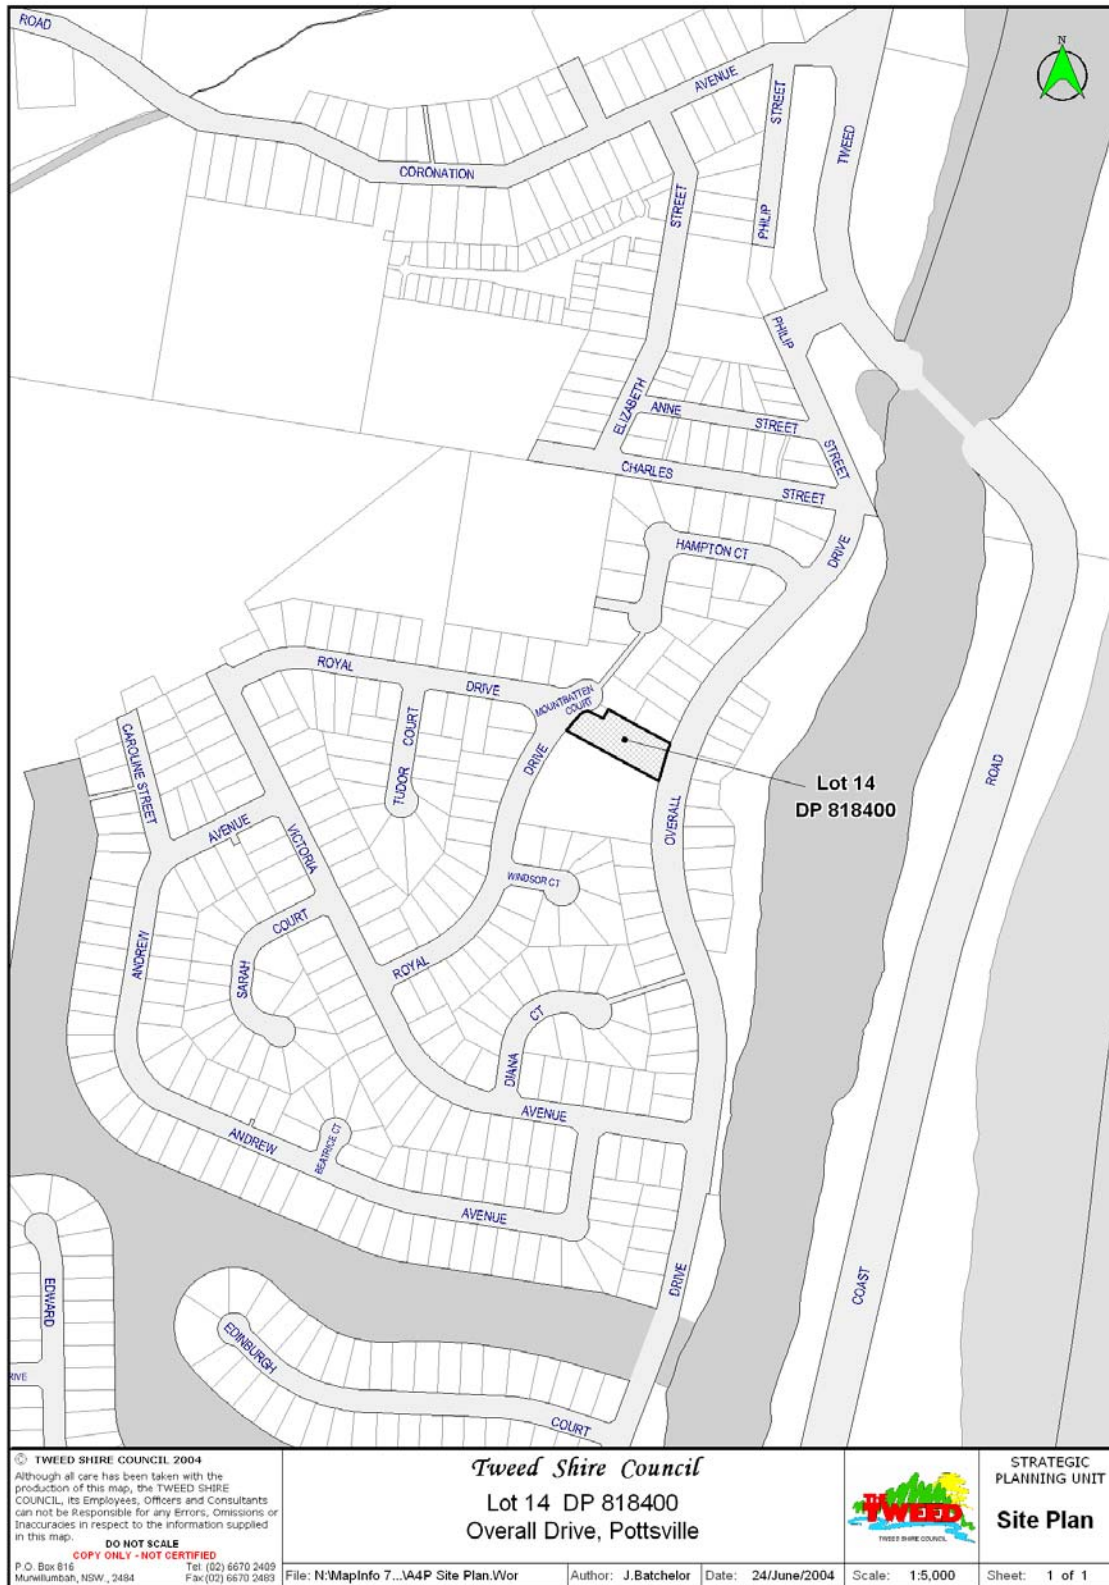 ROAD
N
AVENUE
STREET
TWEED
CORONATION
STREET
PHILIP
PHILIP
ELIZABETH
ANNE
STREET
STREET
CHARLES
STREET
HAMPTON CT
DRIVE
ROYAL
DRIVE
MOUNTBATTEN
COURT
TUDOR COURT
DRIVE
CAROLINE STREET
ROAD
Lot 14
DP 818400
OVERALL
AVENUE
VICTORIA
WINDSOR CT
COURT
ANDREW
SARAH
ROYAL
CT
DIANA
AVENUE
ANDREW
BEATRICE CT
AVENUE
DRIVE
COAST
EDWARD
EDINBURGH
RIVE
COURT
© TWEED SHIRE COUNCIL 2004
Although all care has been taken with the
production of this map, the TWEED SHIRE
COUNCIL, its Employees, Officers and Consultants
can not be Responsible for any Errors, Omissions or
Inaccuracies in respect to the information supplied
in this map.
DO NOT SCALE
COPY ONLY - NOT CERTIFIED
P.O. Box 816 Tel: (02) 6670 2409
Murwillumbah, NSW., 2484 Fax:(02) 6670 2483
Tweed Shire Council
Lot 14 DP 818400
Overall Drive, Pottsville
File: N:\MapInfo 7...\A4P Site Plan.Wor
Author: J.Batchelor
Date: 24/June/2004
THE
TWEED
TWEED SHIRE COUNCIL
Scale: 1:5,000
STRATEGIC
PLANNING UNIT
Site Plan
Sheet: 1 of 1